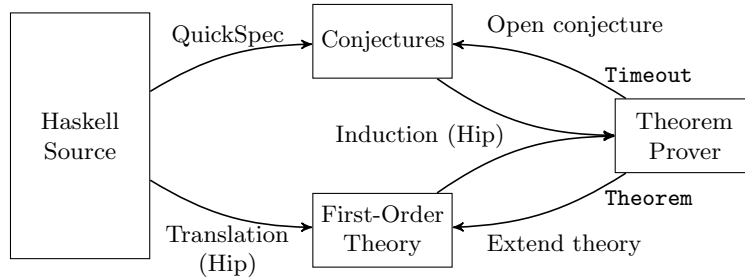 QuickSpec
Conjectures
Open conjecture
Timeout
Haskell
Source
Induction (Hip)
Theorem
Prover
Theorem
Translation
(Hip)
First-Order
Theory
Extend theory